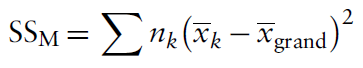 SS_M = ∑ n_k (x̅_k − x̅_grand)²